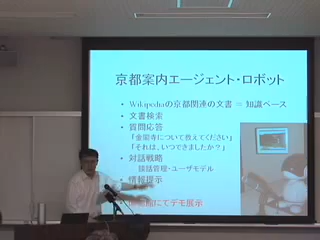 京都案内エージェント・ロボット
• Wikipediaの京都関連の文書 = 知識ベース
• 文書検索
• 質問応答
「金閣寺について教えてください」
「それは、いつできましたか?」
• 対話戦略
談話管理・ユーザモデル
• 情報提示
にてデモ展示